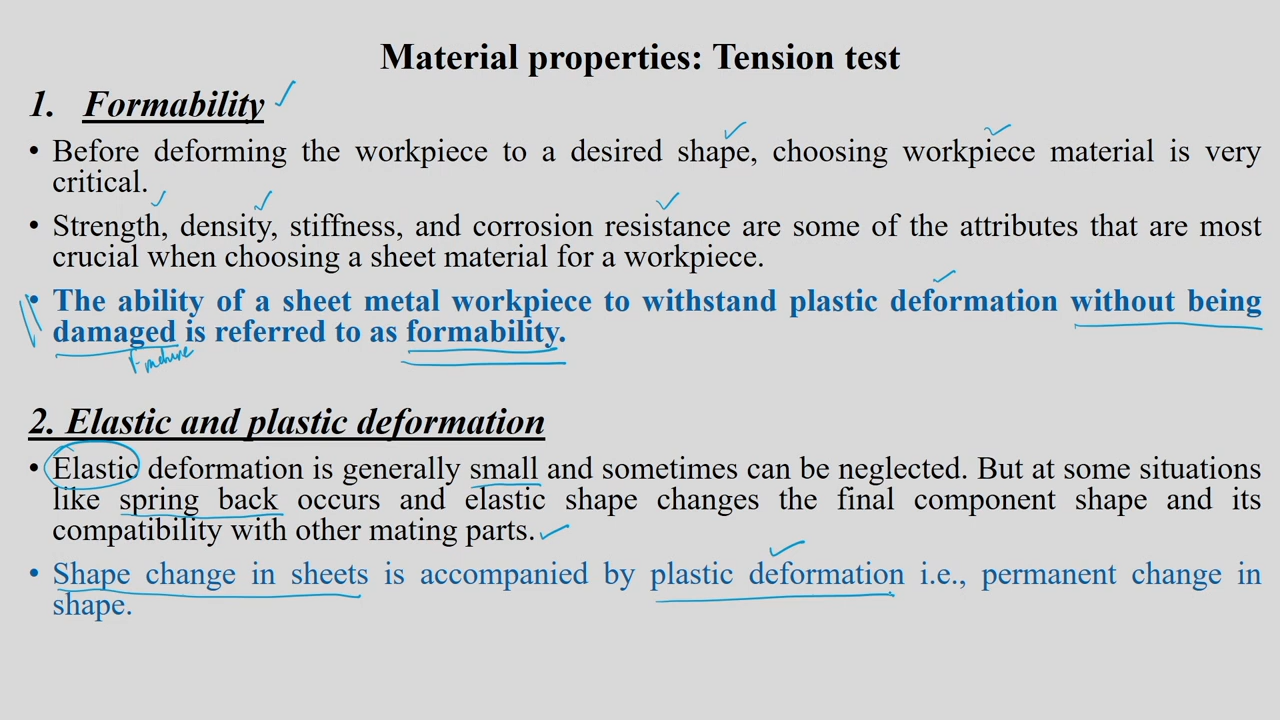 Material properties: Tension test
1. Formability
• Before deforming the workpiece to a desired shape, choosing workpiece material is very
critical.
• Strength, density, stiffness, and corrosion resistance are some of the attributes that are most
crucial when choosing a sheet material for a workpiece.
• The ability of a sheet metal workpiece to withstand plastic deformation without being
damaged is referred to as formability.
2. Elastic and plastic deformation
• Elastic deformation is generally small and sometimes can be neglected. But at some situations
like spring back occurs and elastic shape changes the final component shape and its
compatibility with other mating parts.
• Shape change in sheets is accompanied by plastic deformation i.e., permanent change in
shape.